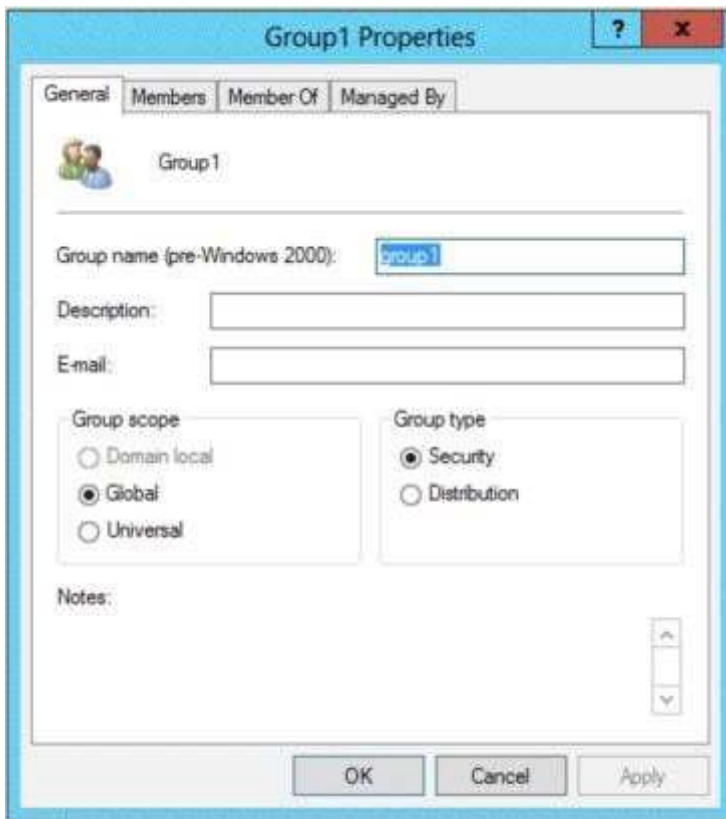 Group1 Properties
? x
General Members Member Of Managed By
Group1
Group name (pre-Windows 2000): group1
Description:
E-mail:
Group scope Group type
Domain local Security
Global Distribution
Universal
Notes:
OK Cancel Apply